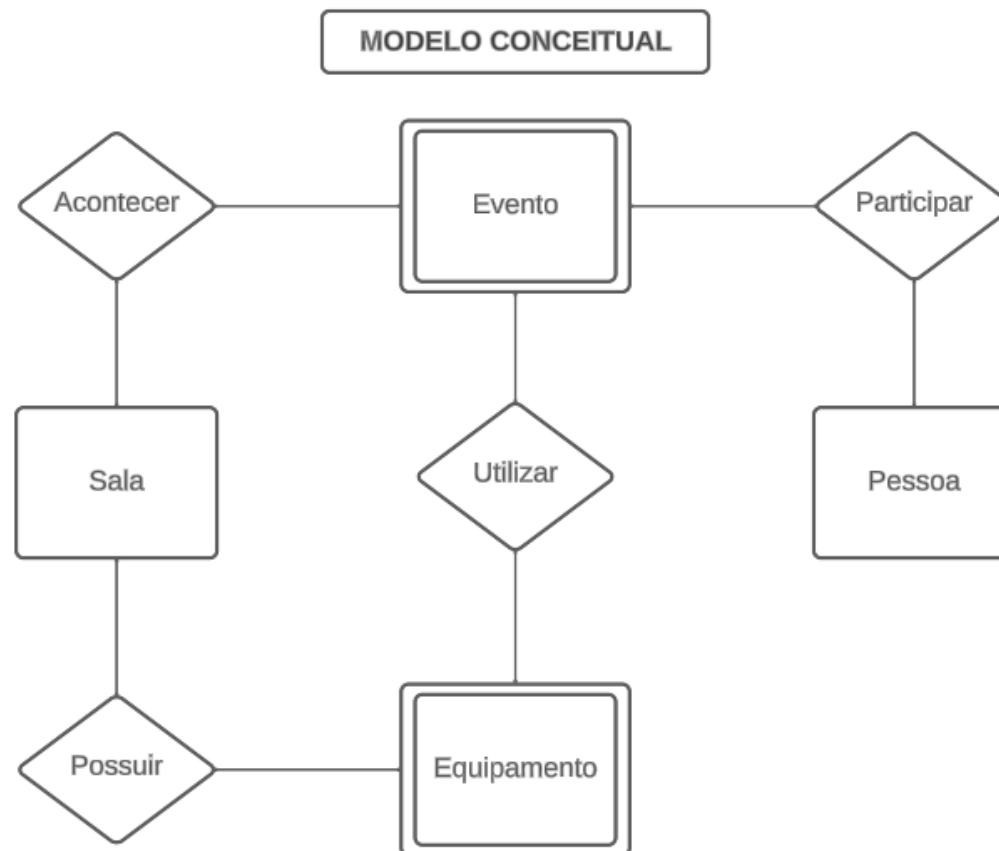 MODELO CONCEITUAL
Acontecer
Evento
Participar
Sala
Utilizar
Pessoa
Possuir
Equipamento